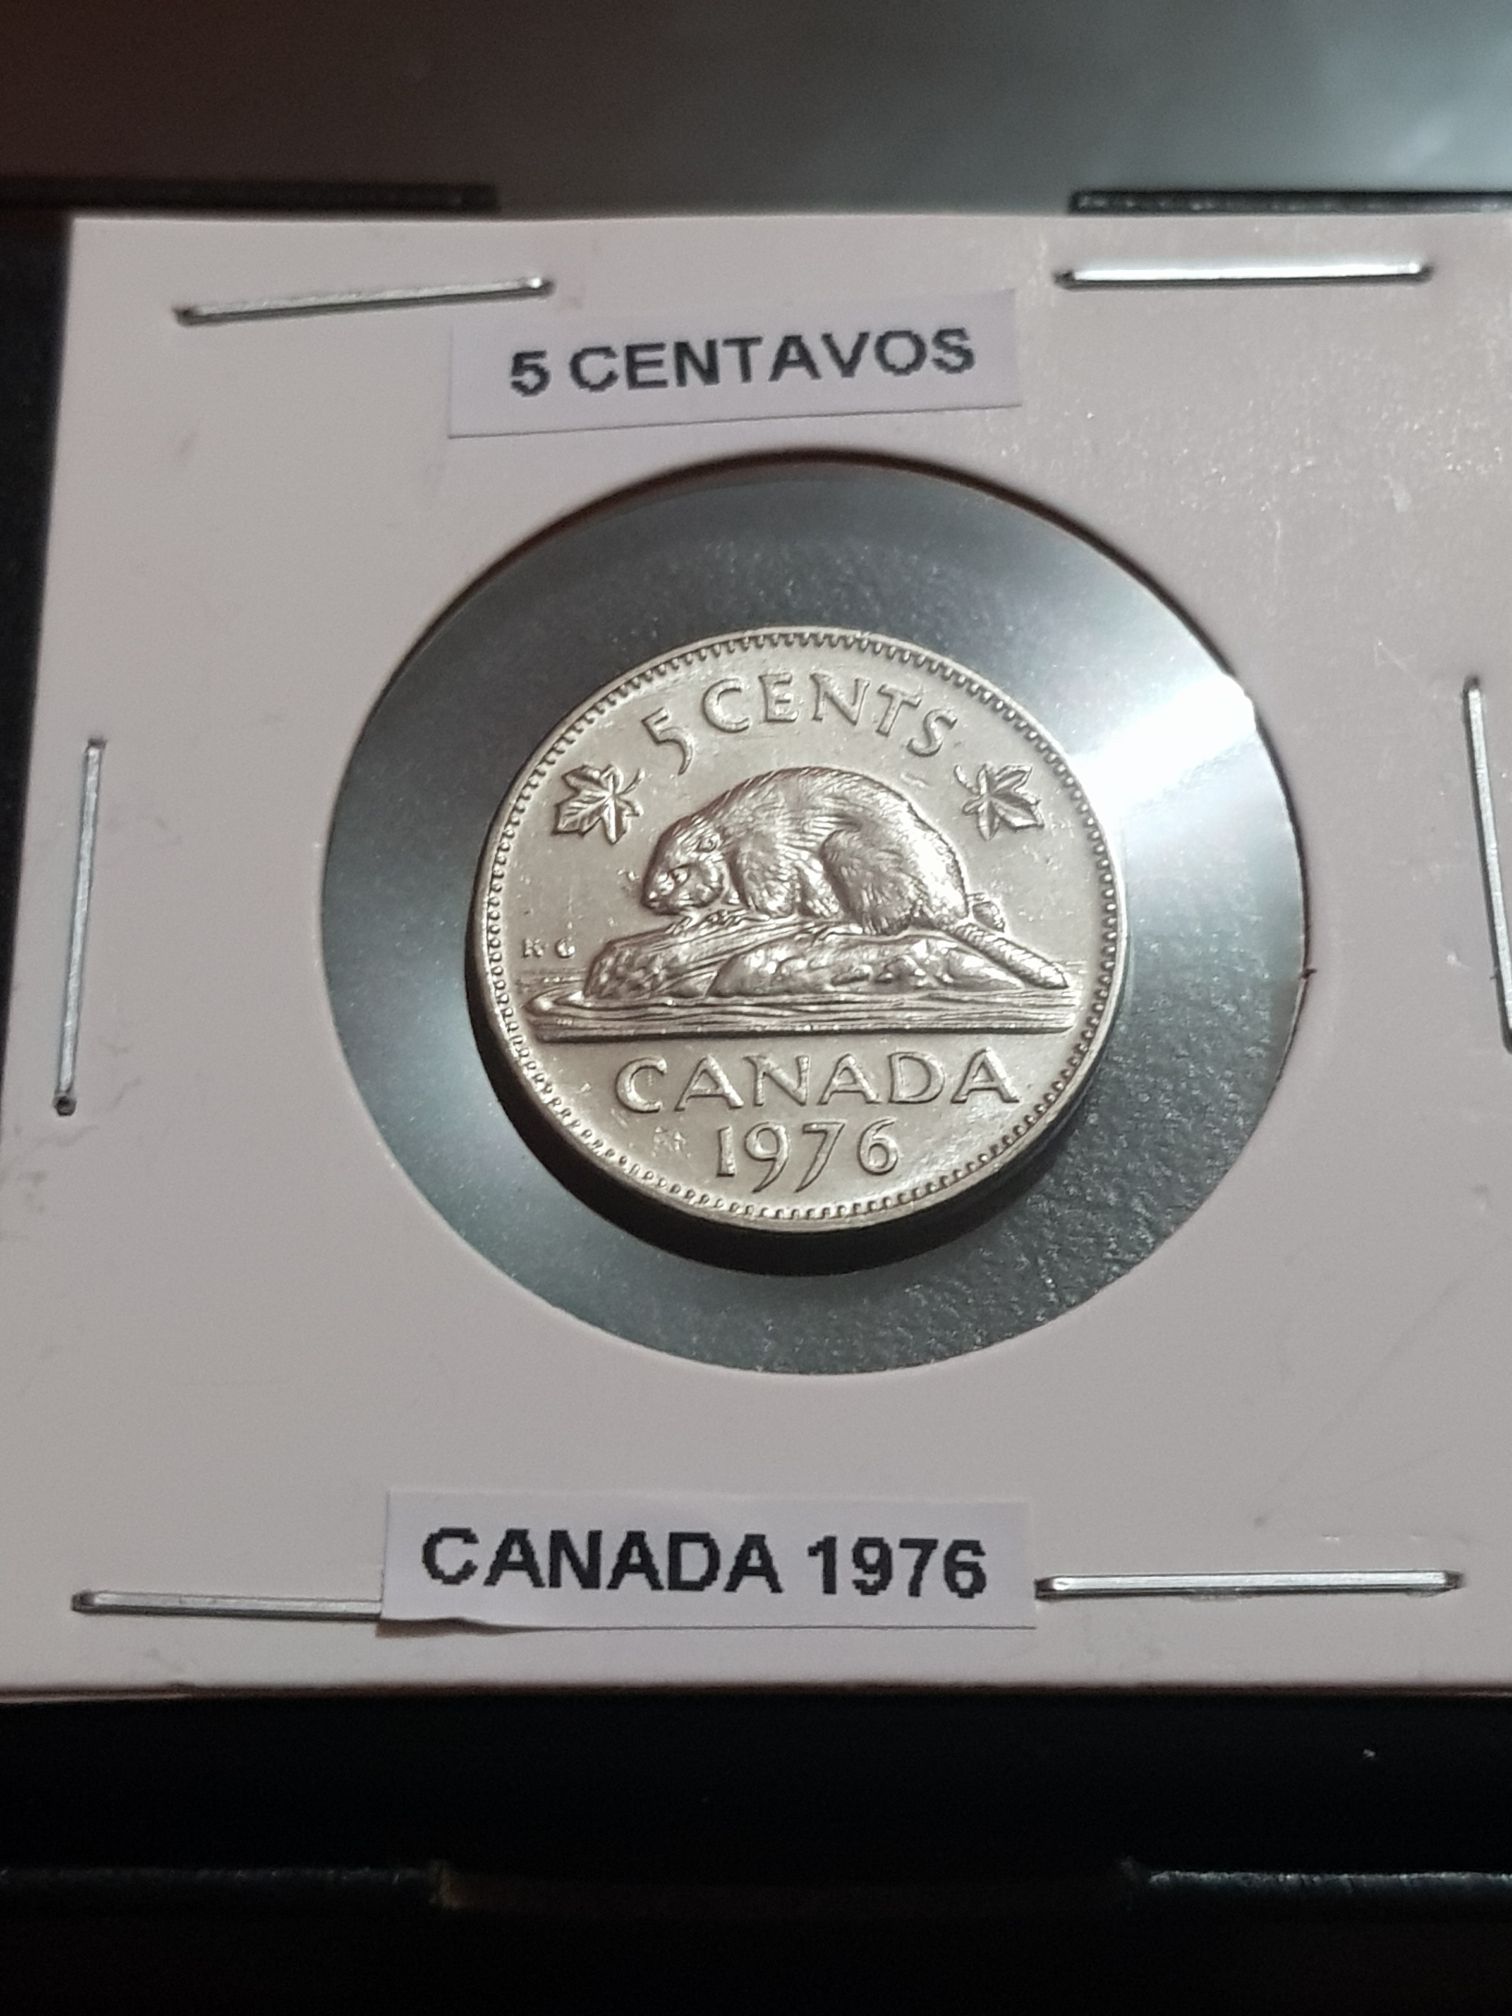 5 CENTAVOS
5 CENTS
K G
CANADA
1976
CANADA 1976